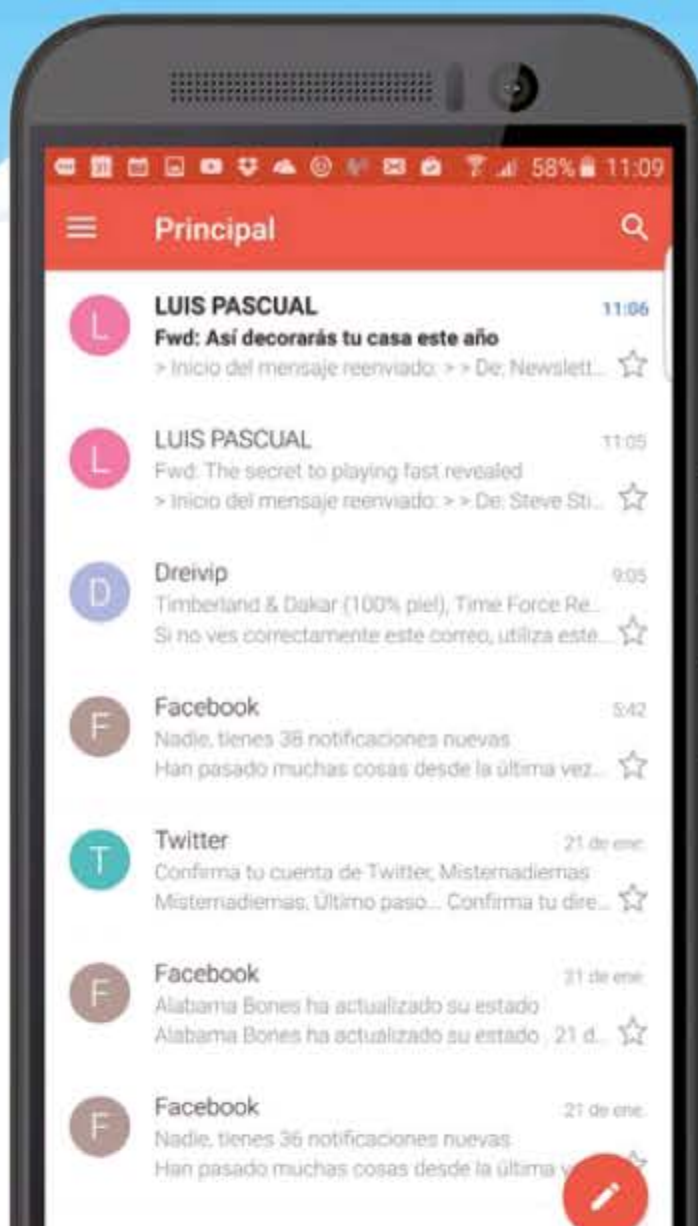 58% 11:09
Principal
L
LUIS PASCUAL 11:06
Fwd: Así decorarás tu casa este año
> Inicio del mensaje reenviado: > > De: Newslett...
L
LUIS PASCUAL 11:05
Fwd: The secret to playing fast revealed
> Inicio del mensaje reenviado: > > De: Steve Sti...
D
Dreivip 9:05
Timberland & Dakar (100% piel), Time Force Re...
Si no ves correctamente este correo, utiliza este...
F
Facebook 5:42
Nadie, tienes 38 notificaciones nuevas
Han pasado muchas cosas desde la última vez...
T
Twitter 21 de ene.
Confirma tu cuenta de Twitter, Misternadiemas
Misternadiemas, Último paso... Confirma tu dire...
F
Facebook 21 de ene.
Alabama Bones ha actualizado su estado
Alabama Bones ha actualizado su estado . 21 d...
F
Facebook 21 de ene.
Nadie, tienes 36 notificaciones nuevas
Han pasado muchas cosas desde la última v